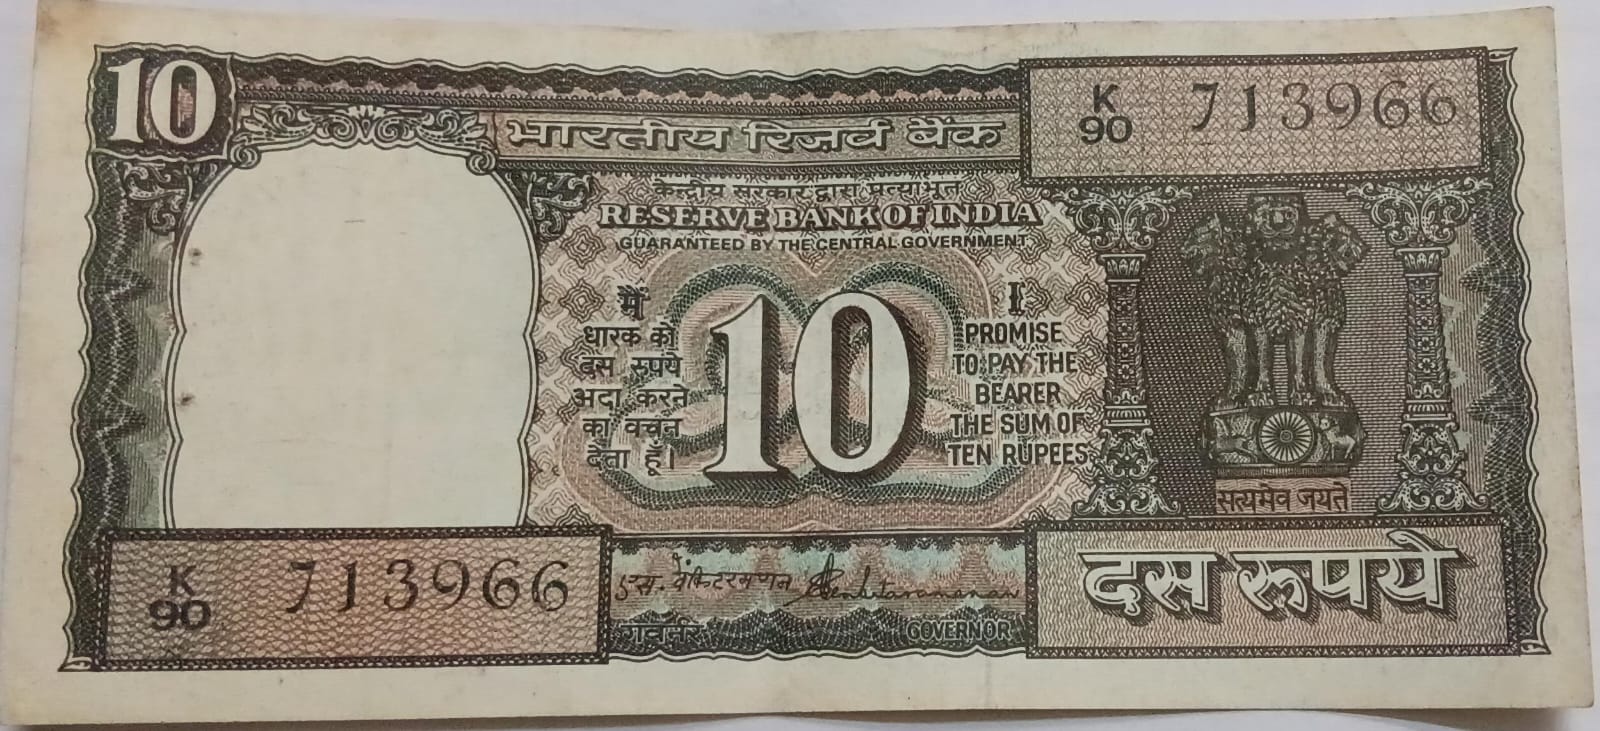 10
भारतीय रिज़र्व बैंक
K
90 713966
केन्द्रीय सरकार द्वारा प्रत्याभूत
RESERVE BANK OF INDIA
GUARANTEED BY THE CENTRAL GOVERNMENT
मैं
धारक को
दस रुपये
अदा करने
का वचन
देता हूँ।
10
I
PROMISE
TO PAY THE
BEARER
THE SUM OF
TEN RUPEES
सत्यमेव जयते
K
90 713966
एस. वेंकिटरमणन S Venkitaramanan
गवर्नर GOVERNOR
दस रूपये